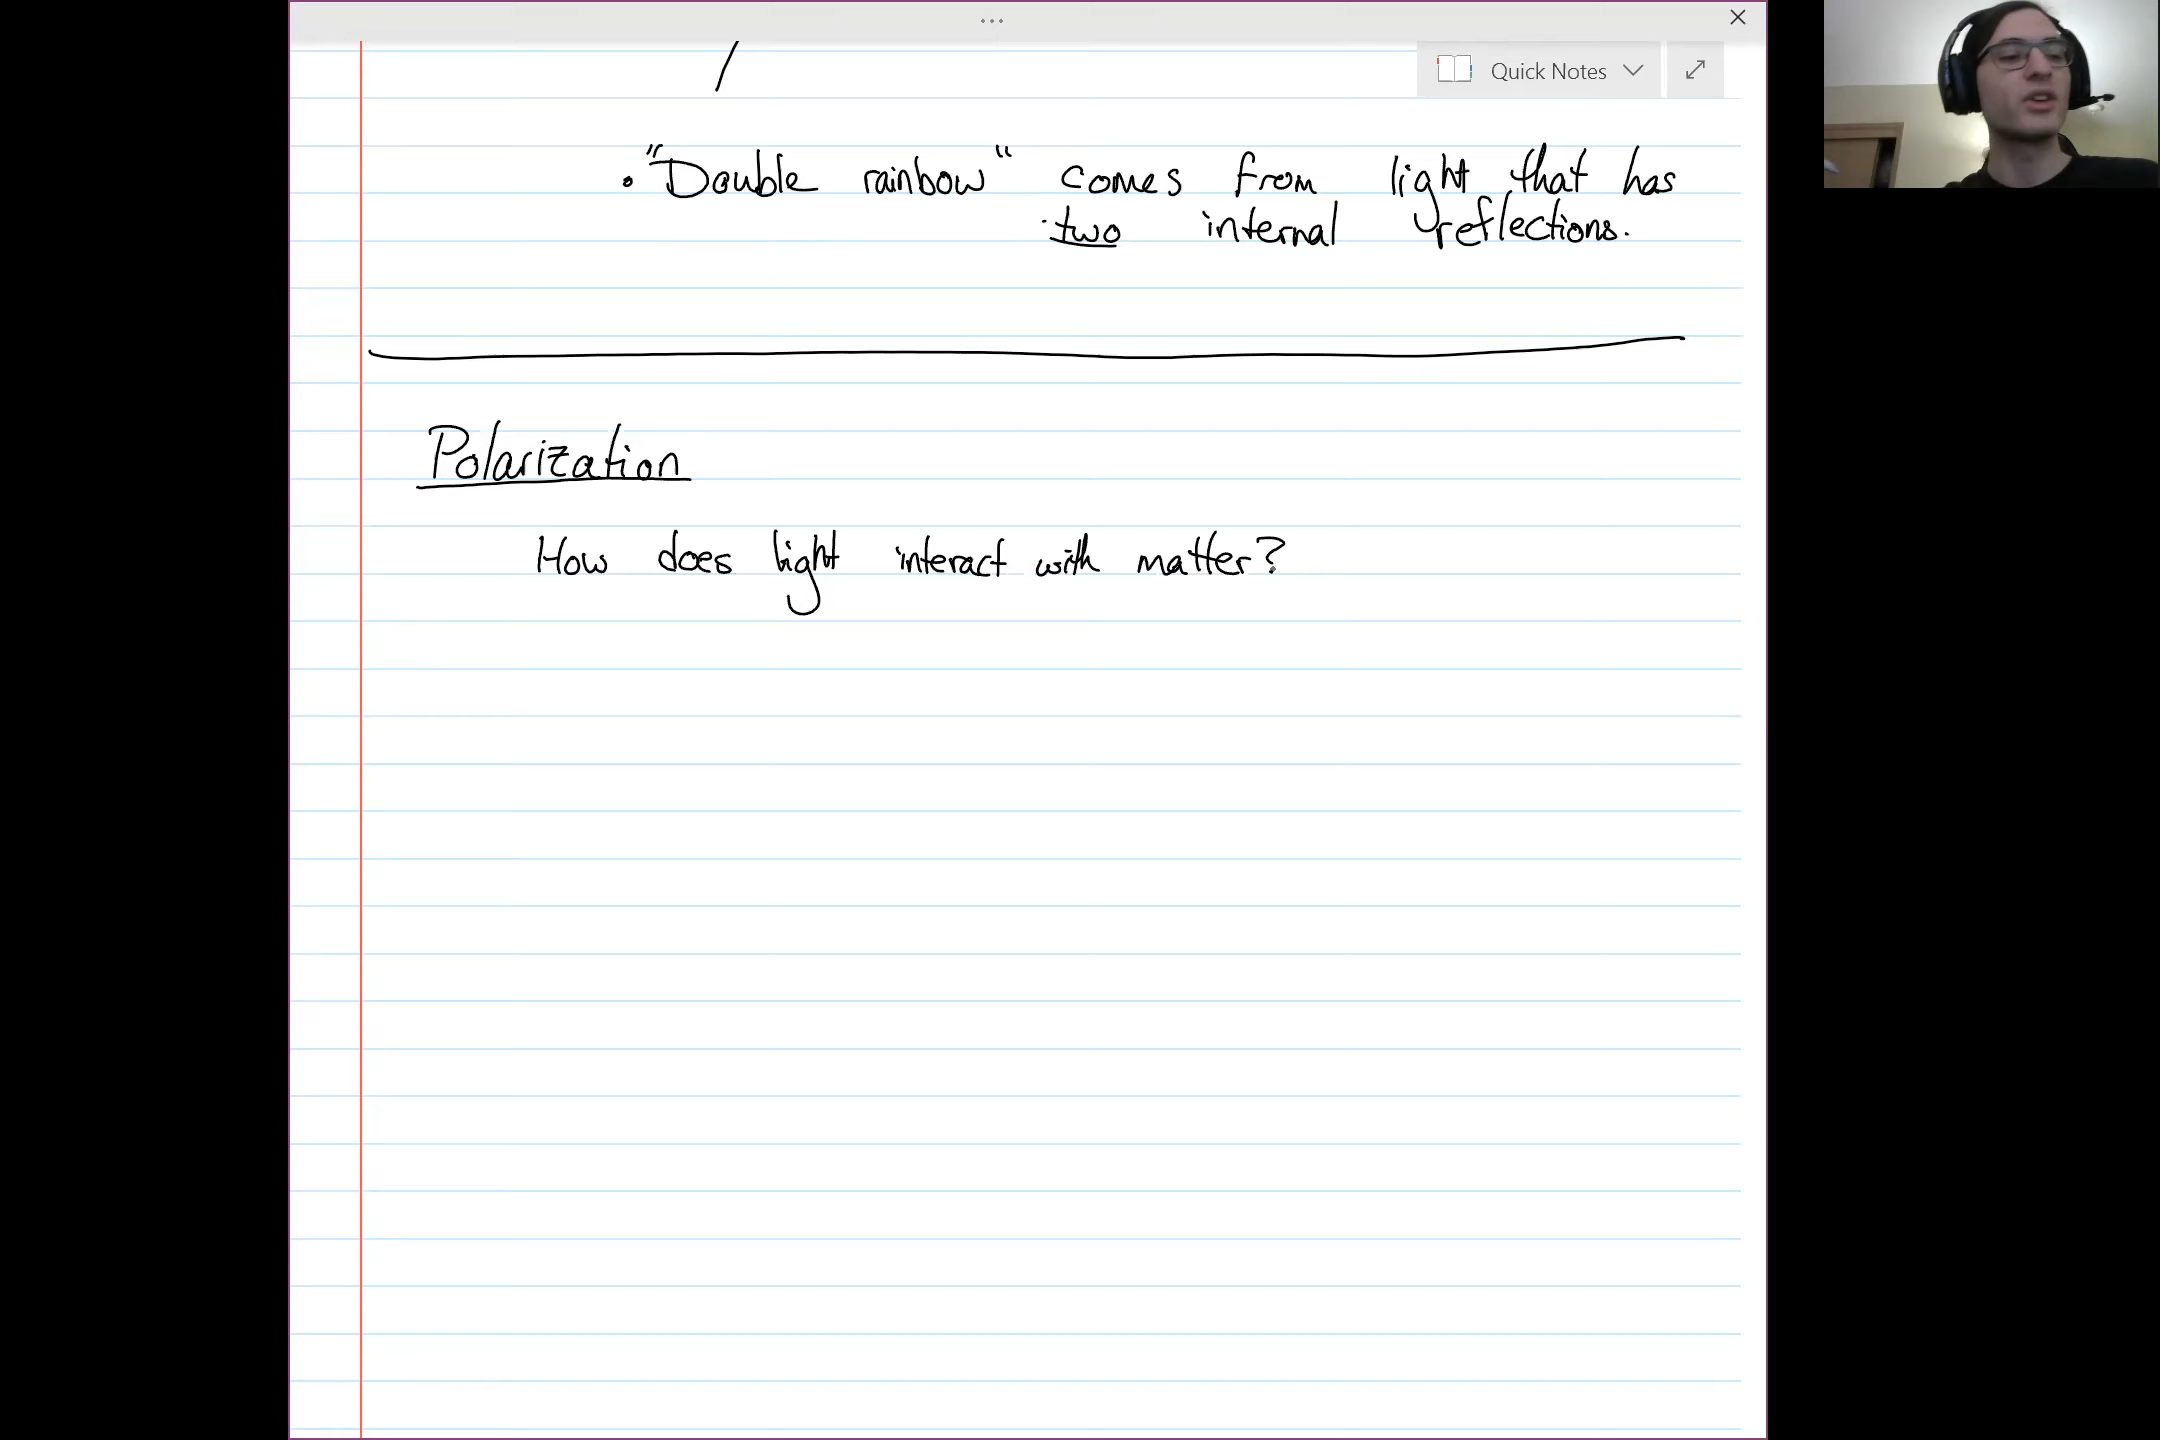 Quick Notes
• "Double rainbow" comes from light that has
two internal reflections.
Polarization
How does light interact with matter?